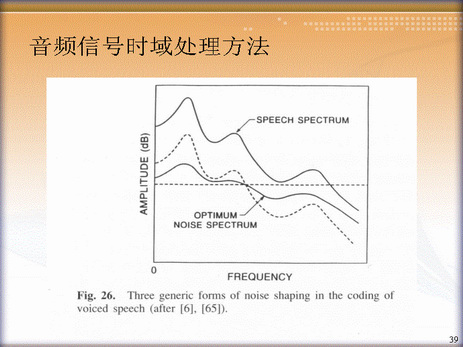 音频信号时域处理方法
SPEECH SPECTRUM
AMPLITUDE (dB)
OPTIMUM
NOISE SPECTRUM
0
FREQUENCY
Fig. 26. Three generic forms of noise shaping in the coding of
voiced speech (after [6], [65]).
39